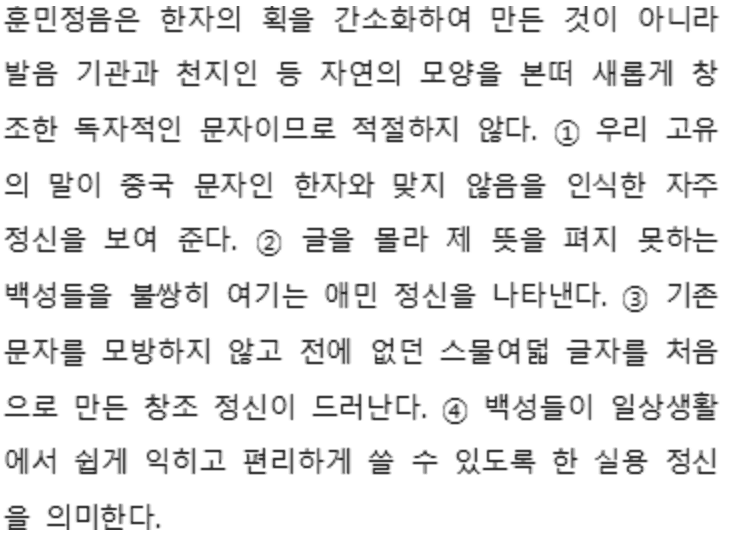 훈민정음은 한자의 획을 간소화하여 만든 것이 아니라
발음 기관과 천지인 등 자연의 모양을 본떠 새롭게 창
조한 독자적인 문자이므로 적절하지 않다. ① 우리 고유
의 말이 중국 문자인 한자와 맞지 않음을 인식한 자주
정신을 보여 준다. ② 글을 몰라 제 뜻을 펴지 못하는
백성들을 불쌍히 여기는 애민 정신을 나타낸다. ③ 기존
문자를 모방하지 않고 전에 없던 스물여덟 글자를 처음
으로 만든 창조 정신이 드러난다. ④ 백성들이 일상생활
에서 쉽게 익히고 편리하게 쓸 수 있도록 한 실용 정신
을 의미한다.